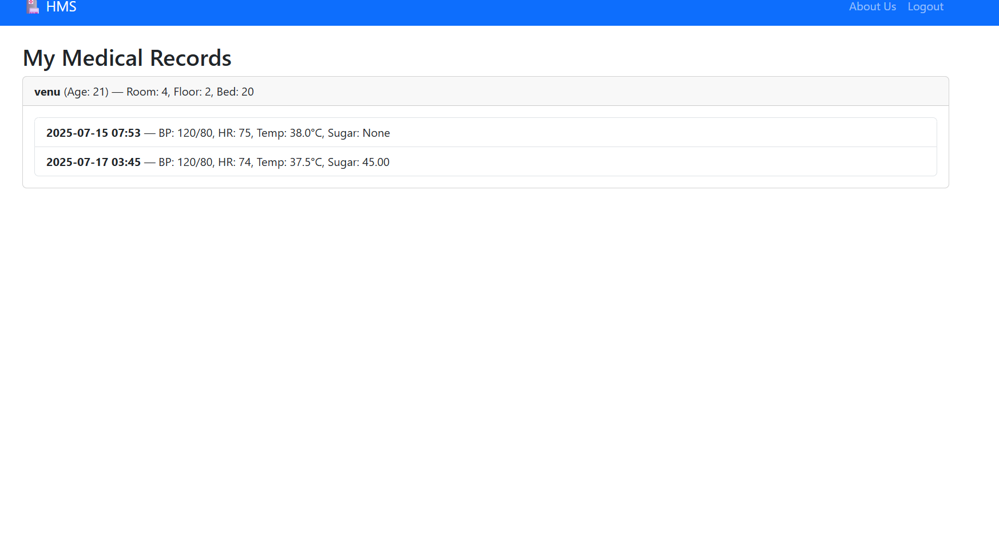 HMS
About Us Logout
My Medical Records
venu (Age: 21) — Room: 4, Floor: 2, Bed: 20
2025-07-15 07:53 — BP: 120/80, HR: 75, Temp: 38.0°C, Sugar: None
2025-07-17 03:45 — BP: 120/80, HR: 74, Temp: 37.5°C, Sugar: 45.00